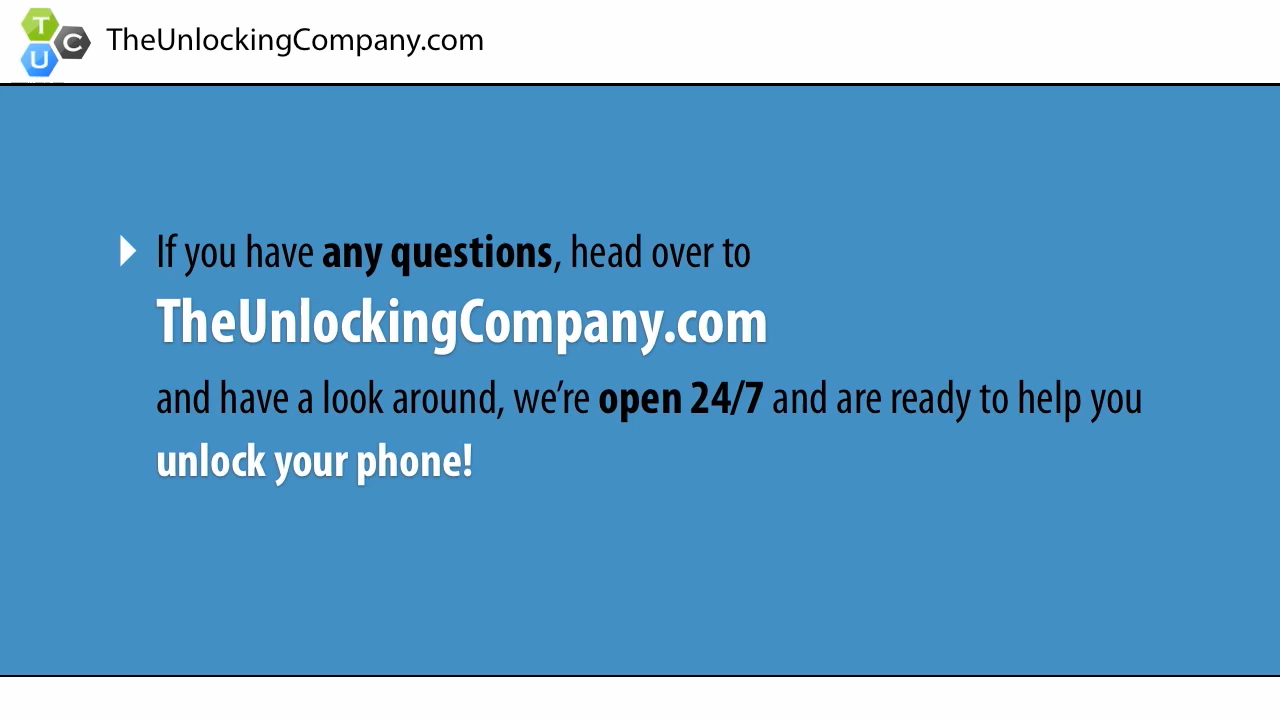 T
C
U
TheUnlockingCompany.com
If you have any questions, head over to
TheUnlockingCompany.com
and have a look around, we’re open 24/7 and are ready to help you
unlock your phone!